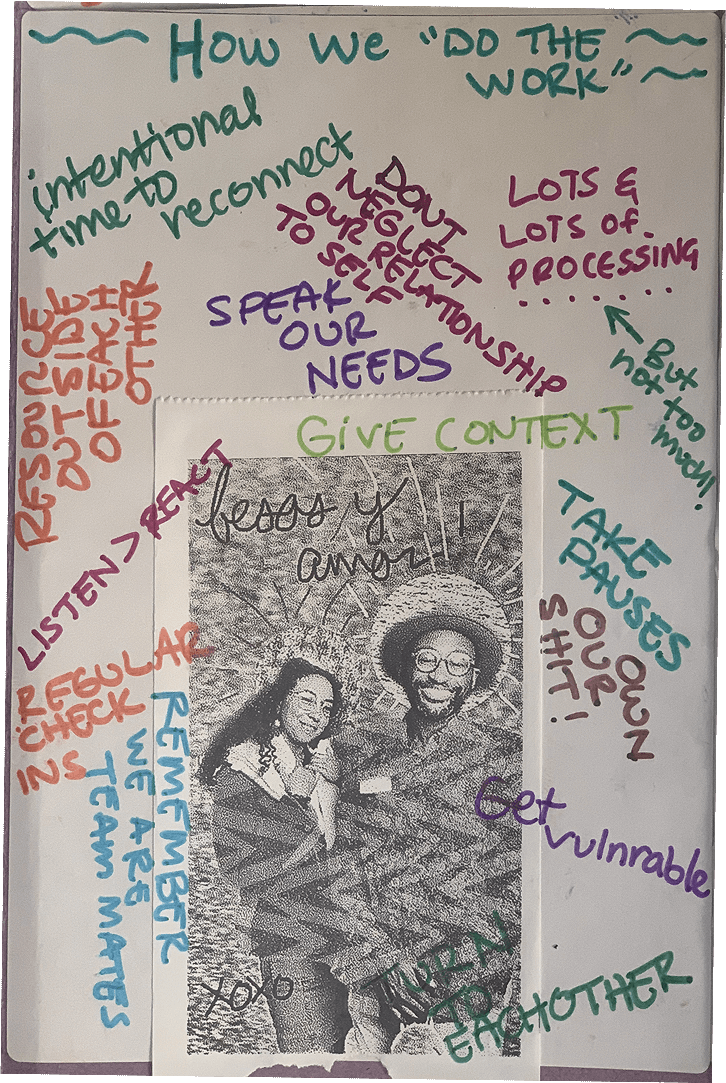 HOW WE "DO THE
WORK"
intentional
time to
reconnect
DONT
NEGLECT
OUR RELATIONSHIP
TO SELF
LOTS &
LOTS OF
PROCESSING
........
But
not too
much!
SPEAK
OUR
NEEDS
RESOURCE
OUTSIDE
OF EACH
OTHER
GIVE CONTEXT
LISTEN > REACT
besos y
amor!
TAKE
PAUSES
OWN
OUR
SHIT!
REGULAR
CHECK
INS
REMEMBER
WE ARE
TEAM MATES
Get
vulnrable
XOXO
TURN
TO
EACHOTHER